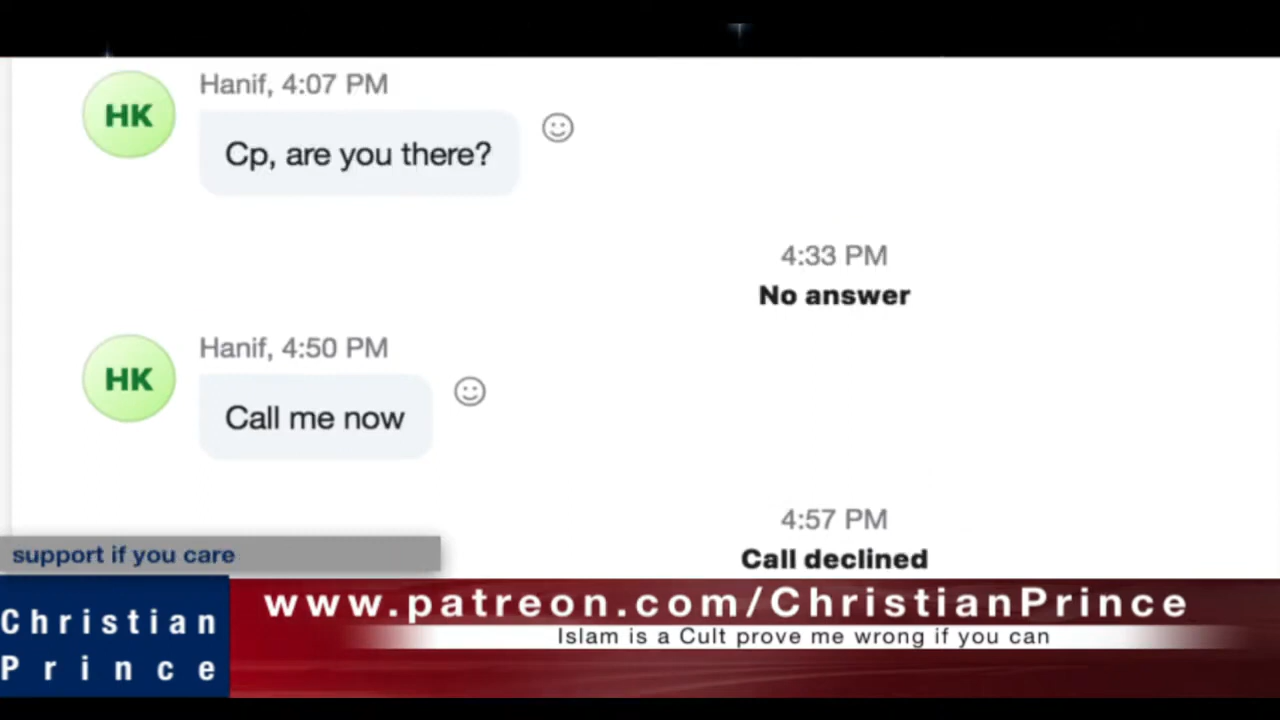 Hanif, 4:07 PM
HK
Cp, are you there?
4:33 PM
No answer
Hanif, 4:50 PM
HK
Call me now
4:57 PM
Call declined
support if you care
Christian
Prince
www.patreon.com/ChristianPrince
Islam is a Cult prove me wrong if you can